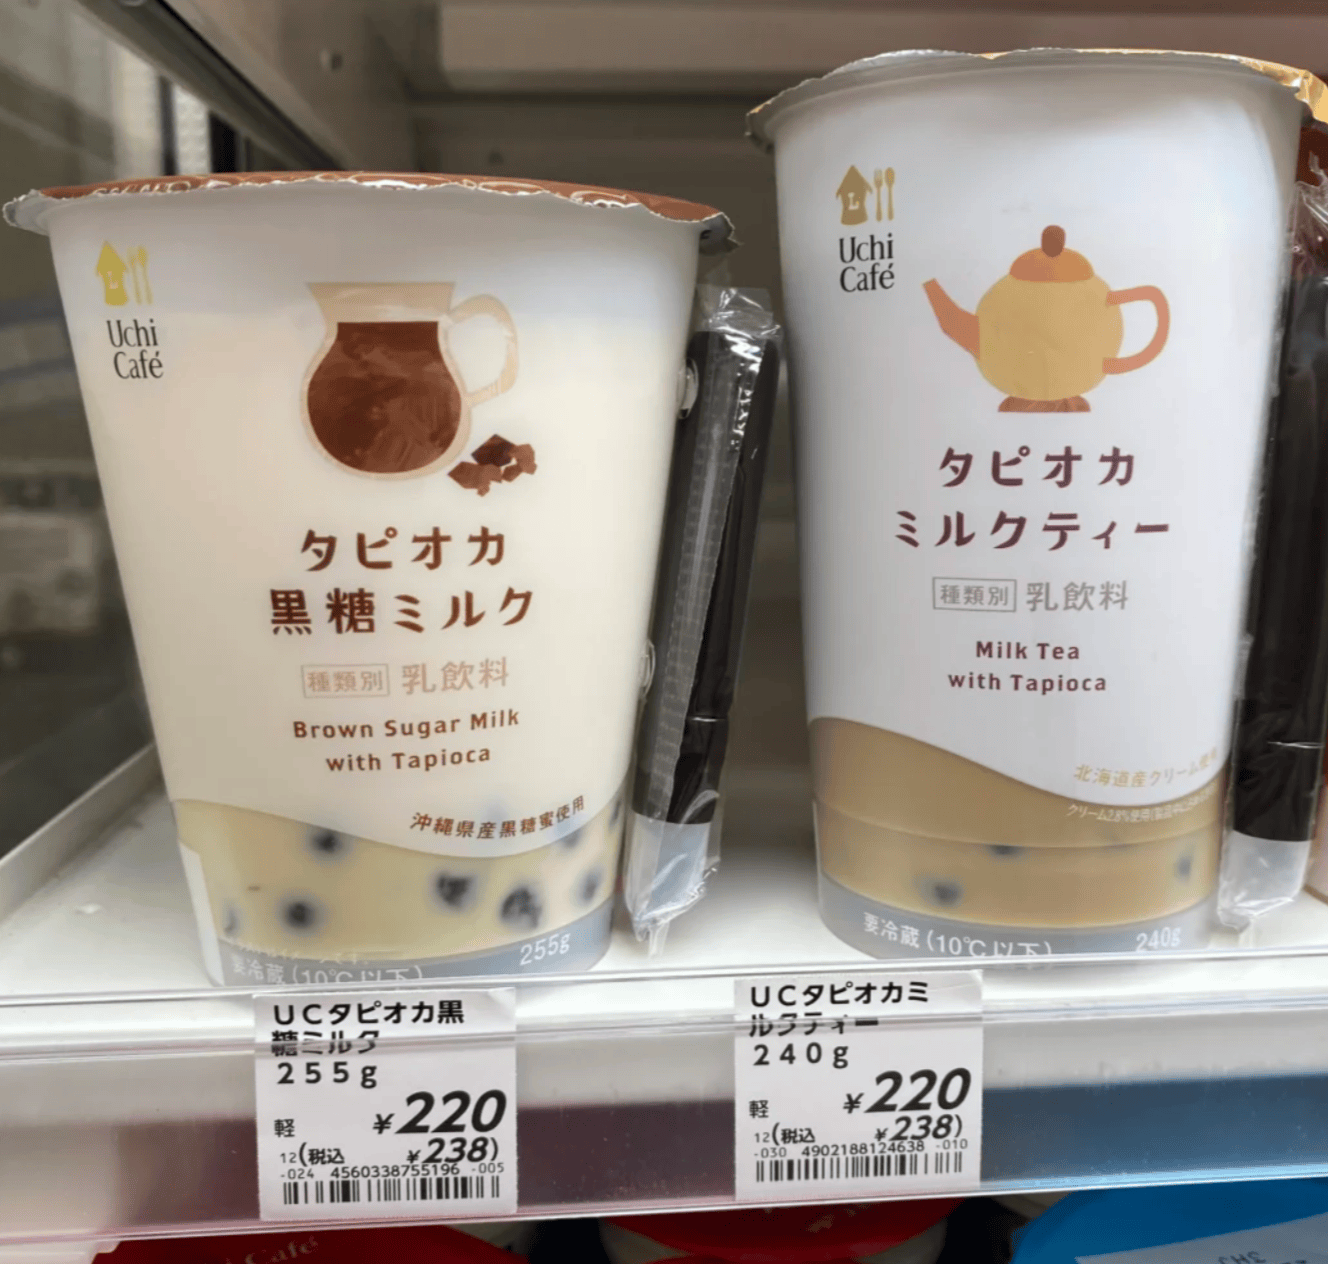 Uchi
Café
タピオカ
黒糖ミルク
種類別 乳飲料
Brown Sugar Milk
with Tapioca
沖縄県産黒糖蜜使用
要冷蔵(10℃以下)
255g
L
Uchi
Café
タピオカ
ミルクティー
種類別 乳飲料
Milk Tea
with Tapioca
北海道産クリーム使用
要冷蔵(10℃以下)
240g
UCタピオカ黒
糖ミルク
255g
軽 ¥220
12(税込 ¥238)
-024 4560338755196 -005
UCタピオカミ
ルクティー
240g
軽 ¥220
12(税込 ¥238)
-030 4902188124638 -010